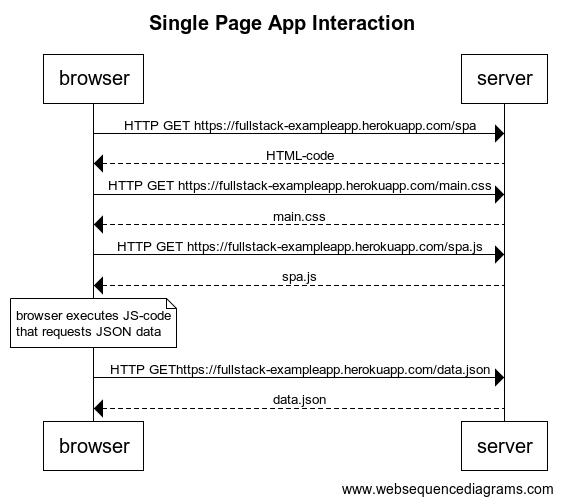 Single Page App Interaction
browser
server
HTTP GET https://fullstack-exampleapp.herokuapp.com/spa
HTML-code
HTTP GET https://fullstack-exampleapp.herokuapp.com/main.css
main.css
HTTP GET https://fullstack-exampleapp.herokuapp.com/spa.js
spa.js
browser executes JS-code
that requests JSON data
HTTP GEThttps://fullstack-exampleapp.herokuapp.com/data.json
data.json
browser
server
www.websequencediagrams.com